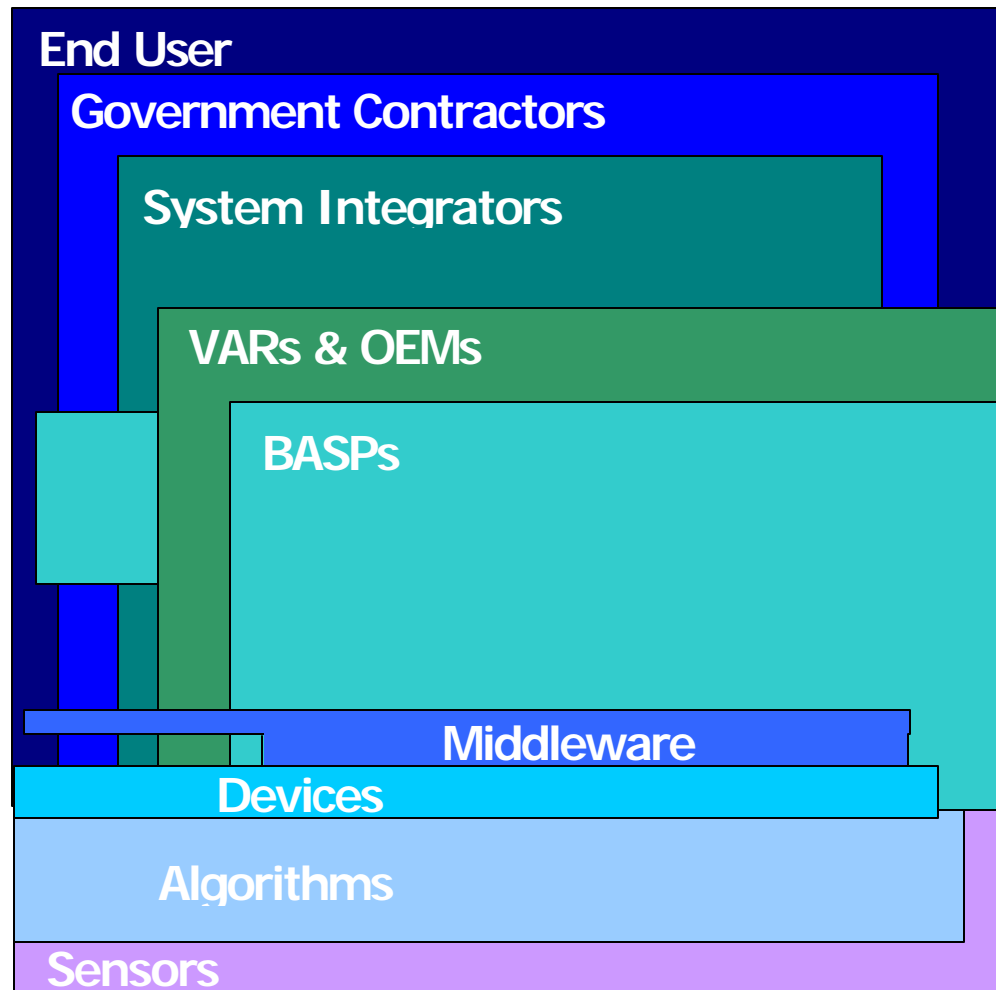 End User
Government Contractors
System Integrators
VARs & OEMs
BASPs
Middleware
Devices
Algorithms
Sensors